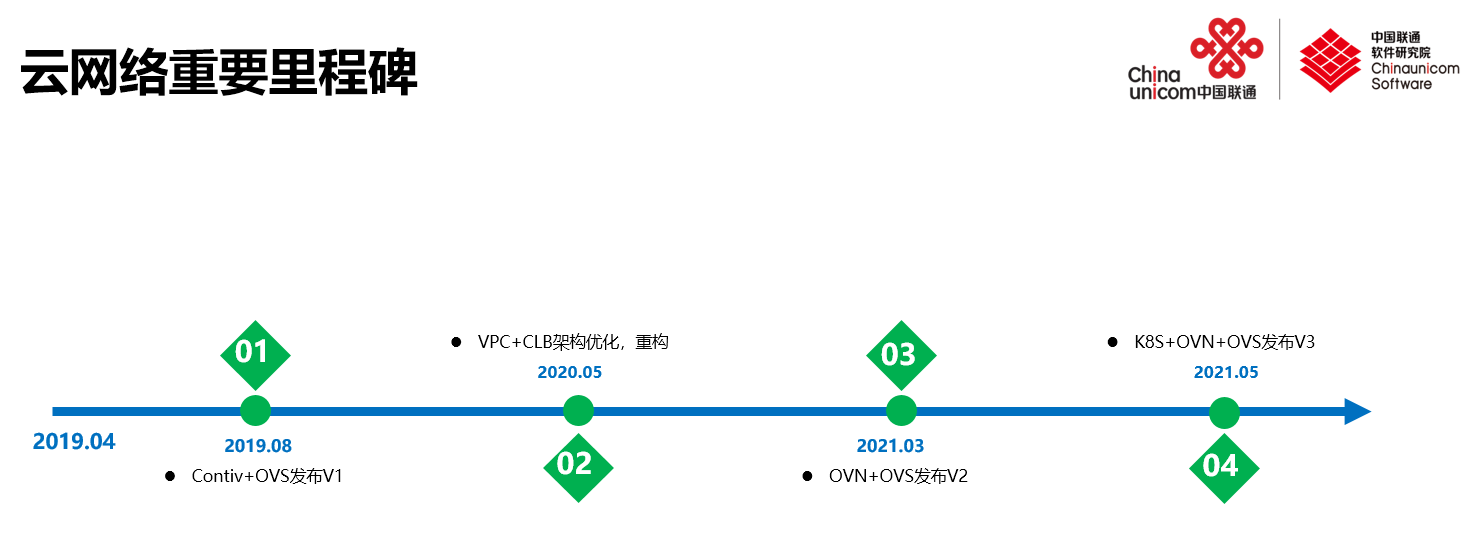 云网络重要里程碑
China
unicom中国联通
中国联通
软件研究院
Chinaunicom
Software
01
03
● VPC+CLB架构优化，重构
2020.05
● K8S+OVN+OVS发布V3
2021.05
2019.04
2019.08
● Contiv+OVS发布V1
02
2021.03
● OVN+OVS发布V2
04